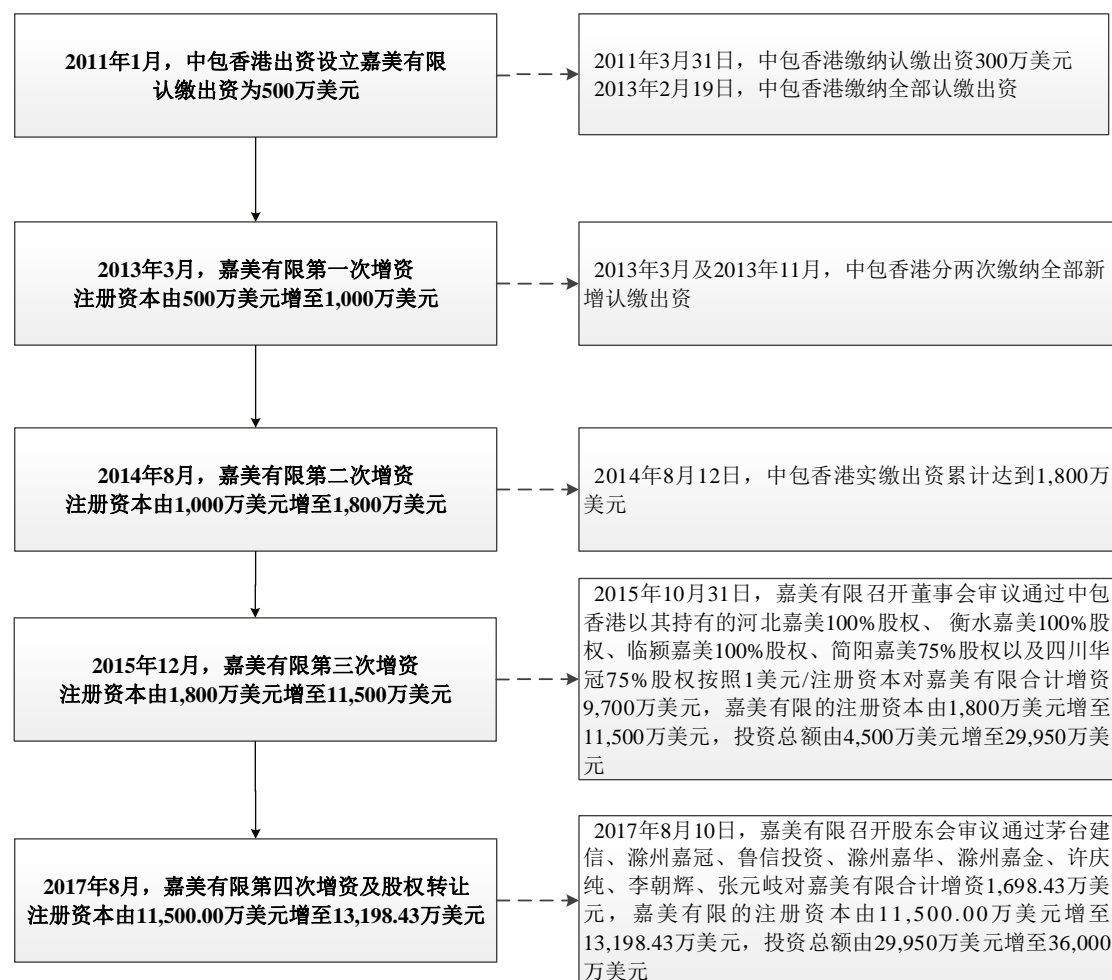 2011年1月，中包香港出资设立嘉美有限
认缴出资为500万美元
2011年3月31日，中包香港缴纳认缴出资300万美元
2013年2月19日，中包香港缴纳全部认缴出资
2013年3月，嘉美有限第一次增资
注册资本由500万美元增至1,000万美元
2013年3月及2013年11月，中包香港分两次缴纳全部新
增认缴出资
2014年8月，嘉美有限第二次增资
注册资本由1,000万美元增至1,800万美元
2014年8月12日，中包香港实缴出资累计达到1,800万
美元
2015年12月，嘉美有限第三次增资
注册资本由1,800万美元增至11,500万美元
2015年10月31日，嘉美有限召开董事会审议通过中包
香港以其持有的河北嘉美100%股权、 衡水嘉美100%股
权、临颍嘉美100%股权、简阳嘉美75%股权以及四川华
冠75%股权按照1美元/注册资本对嘉美有限合计增资
9,700万美元，嘉美有限的注册资本由1,800万美元增至
11,500万美元，投资总额由4,500万美元增至29,950万美
元
2017年8月，嘉美有限第四次增资及股权转让
注册资本由11,500.00万美元增至13,198.43万美元
2017年8月10日，嘉美有限召开股东会审议通过茅台建
信、滁州嘉冠、鲁信投资、滁州嘉华、滁州嘉金、许庆
纯、李朝辉、张元岐对嘉美有限合计增资1,698.43万美
元，嘉美有限的注册资本由11,500.00万美元增至
13,198.43万美元，投资总额由29,950万美元增至36,000
万美元